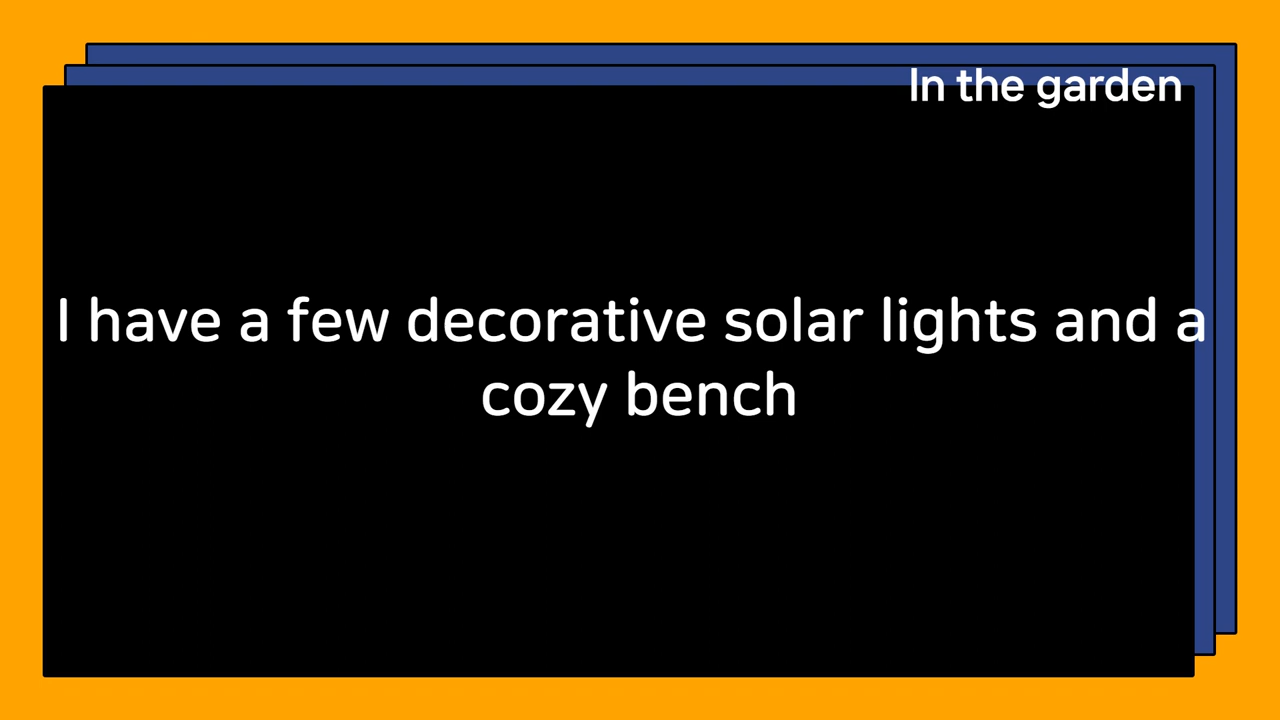 In the garden
I have a few decorative solar lights and a
cozy bench